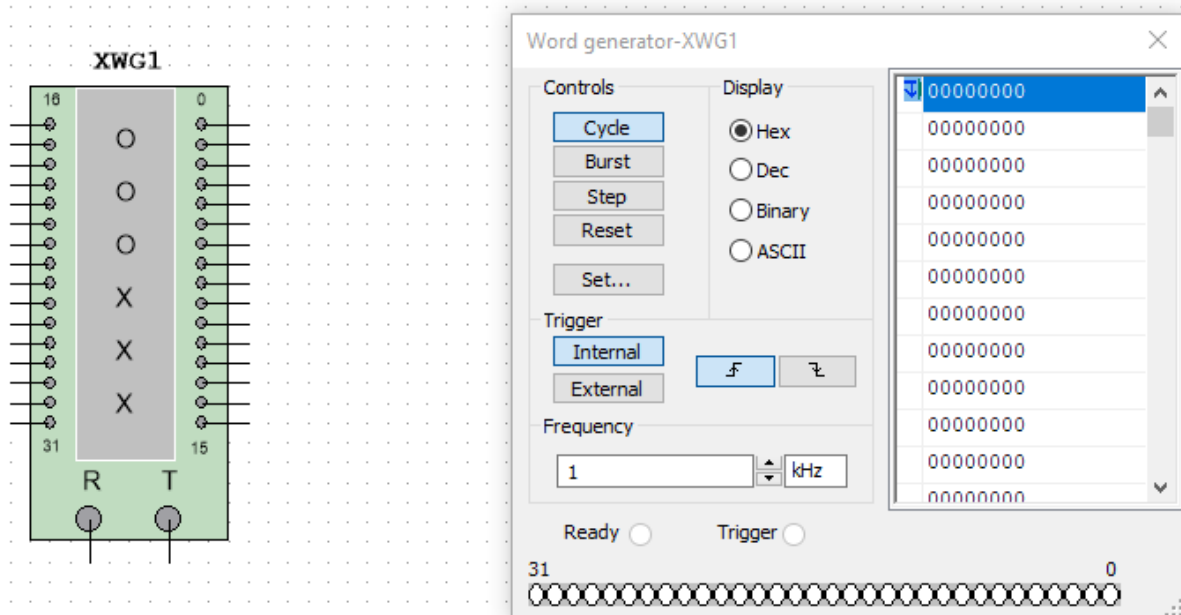 XWG1
16 0
O
O
O
X
X
X
31 15
R T
Word generator-XWG1
Controls
Cycle
Burst
Step
Reset
Set...
Display
Hex
Dec
Binary
ASCII
Trigger
Internal
External
Frequency
1 kHz
Ready Trigger
31 0
00000000
00000000
00000000
00000000
00000000
00000000
00000000
00000000
00000000
00000000
00000000
00000000